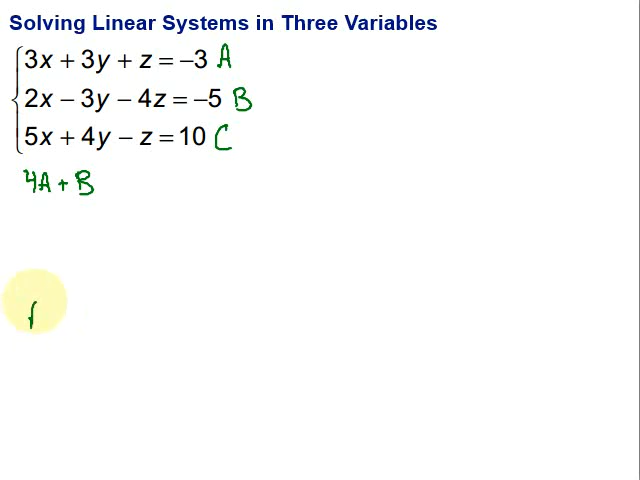 Solving Linear Systems in Three Variables
3x + 3y + z = –3 A
2x – 3y – 4z = –5 B
5x + 4y – z = 10 C
4A + B